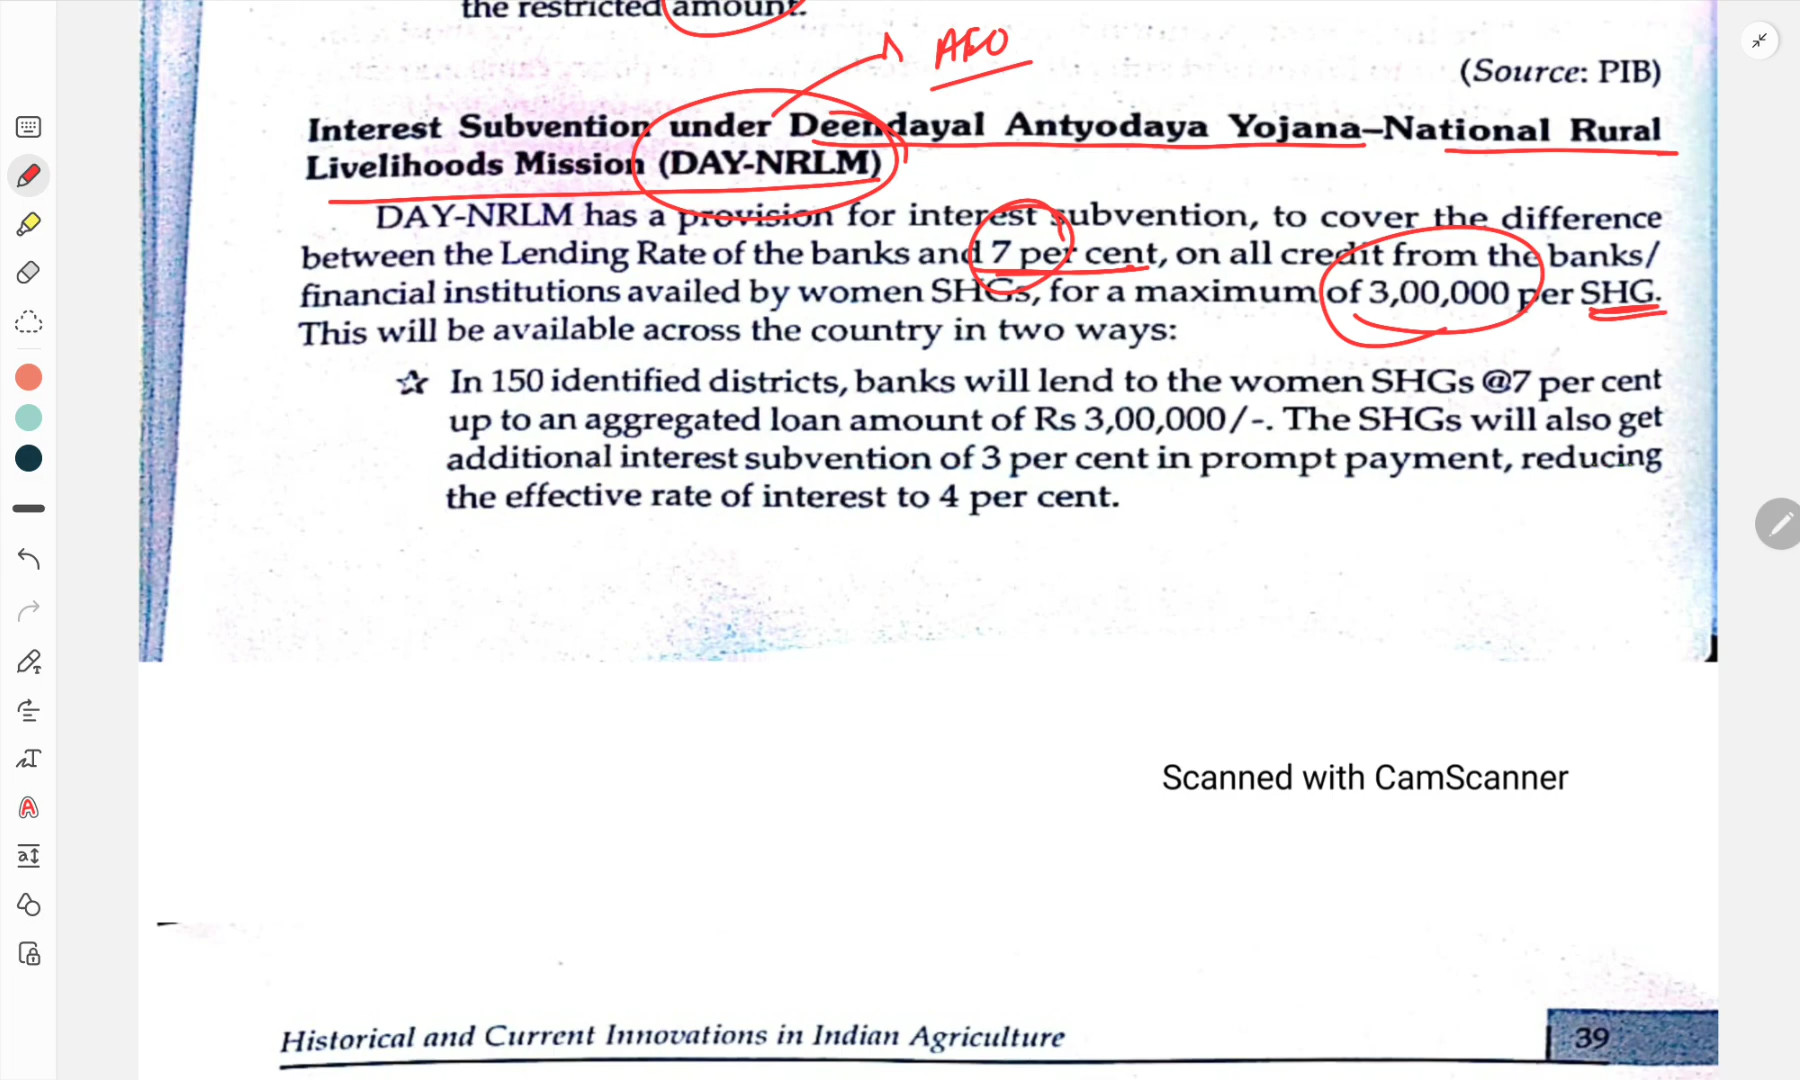 the restricted amount.
AFO
(Source: PIB)
Interest Subvention under Deendayal Antyodaya Yojana–National Rural
Livelihoods Mission (DAY-NRLM)
DAY-NRLM has a provision for interest subvention, to cover the difference
between the Lending Rate of the banks and 7 per cent, on all credit from the banks/
financial institutions availed by women SHGs, for a maximum of 3,00,000 per SHG.
This will be available across the country in two ways:
☆ In 150 identified districts, banks will lend to the women SHGs @7 per cent
up to an aggregated loan amount of Rs 3,00,000/-. The SHGs will also get
additional interest subvention of 3 per cent in prompt payment, reducing
the effective rate of interest to 4 per cent.
Scanned with CamScanner
Historical and Current Innovations in Indian Agriculture
39